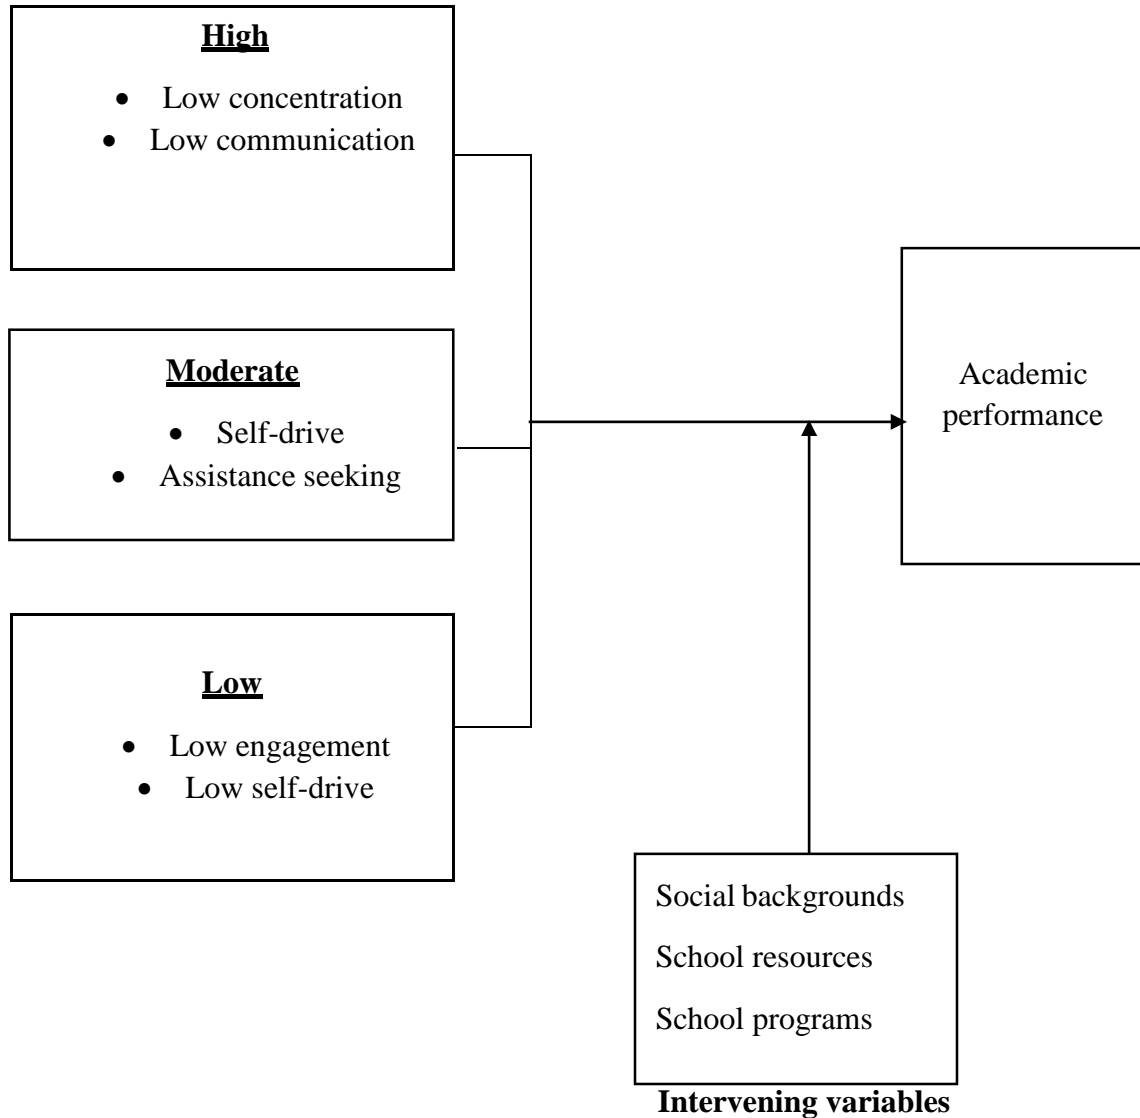 High
• Low concentration
• Low communication
Moderate
• Self-drive
• Assistance seeking
Low
• Low engagement
• Low self-drive
Academic
performance
Social backgrounds
School resources
School programs
Intervening variables